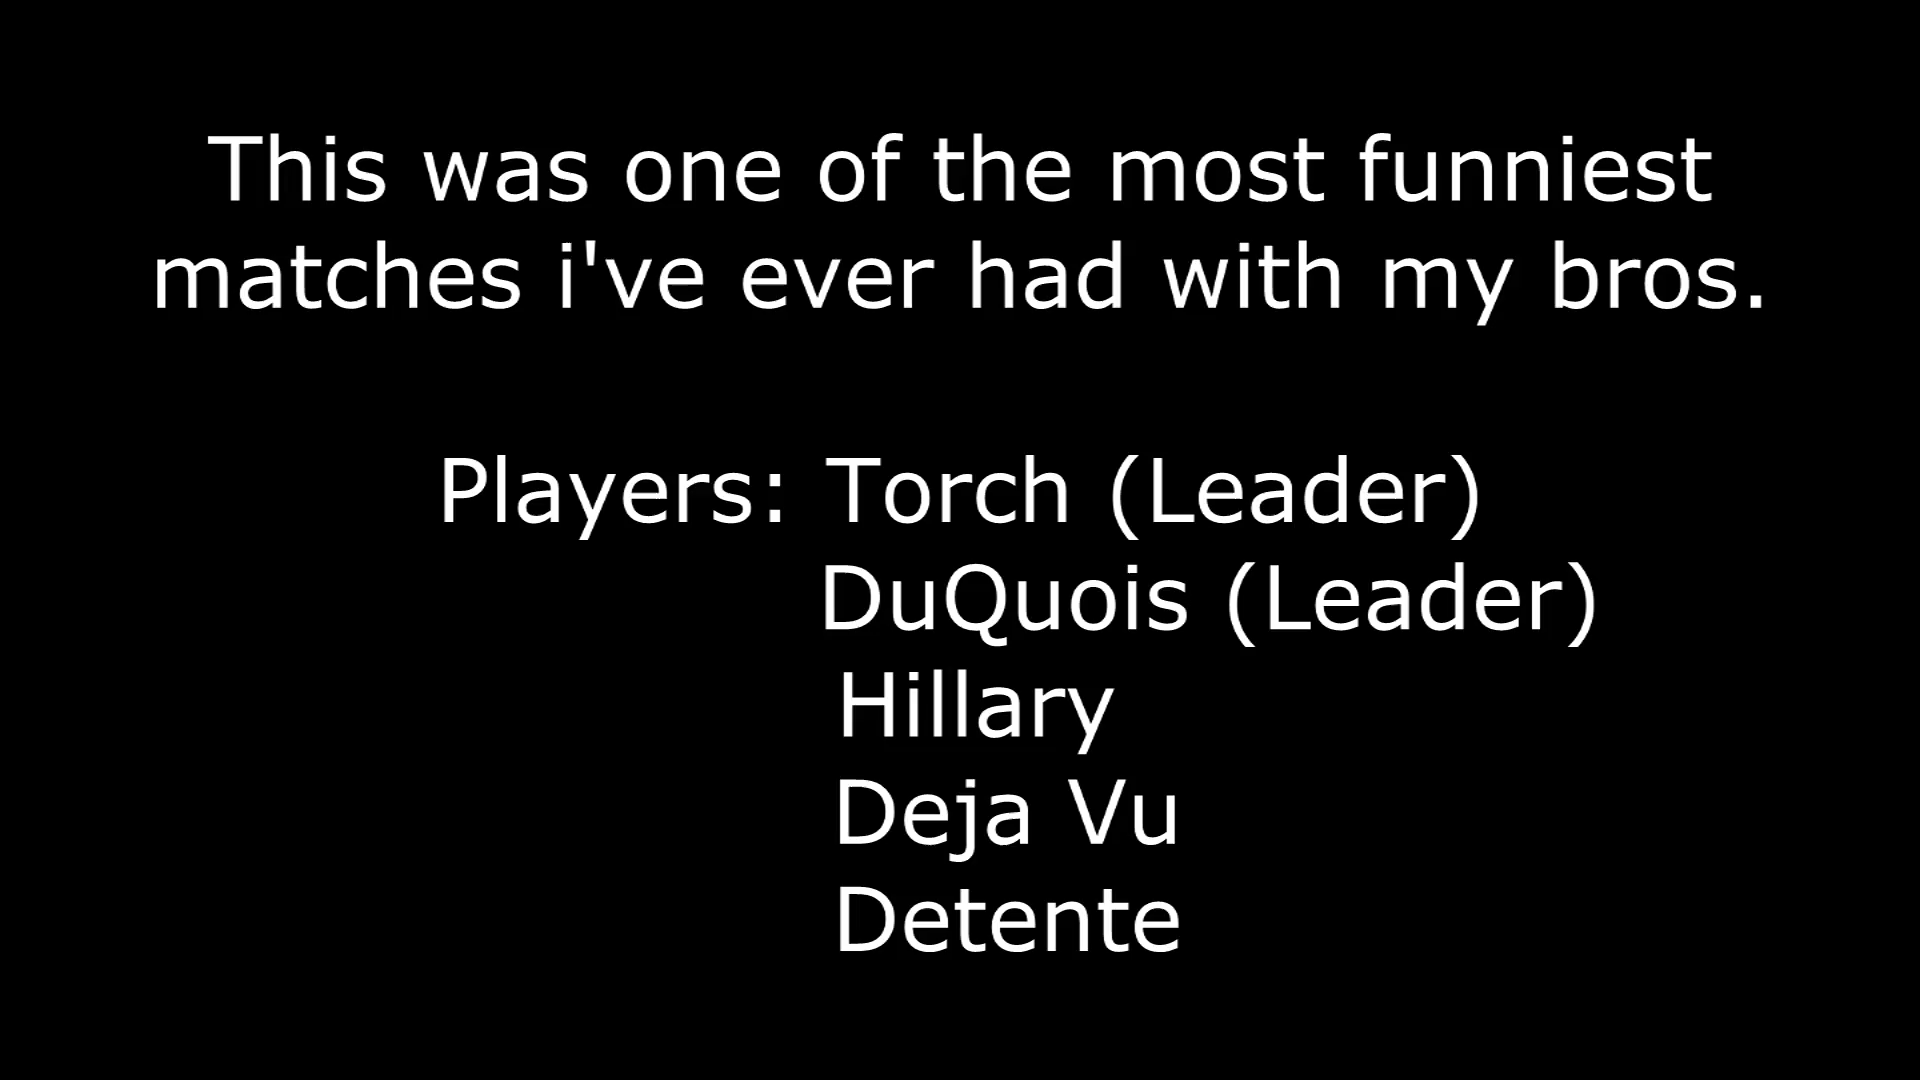 This was one of the most funniest
matches i've ever had with my bros.
Players: Torch (Leader)
DuQuois (Leader)
Hillary
Deja Vu
Detente